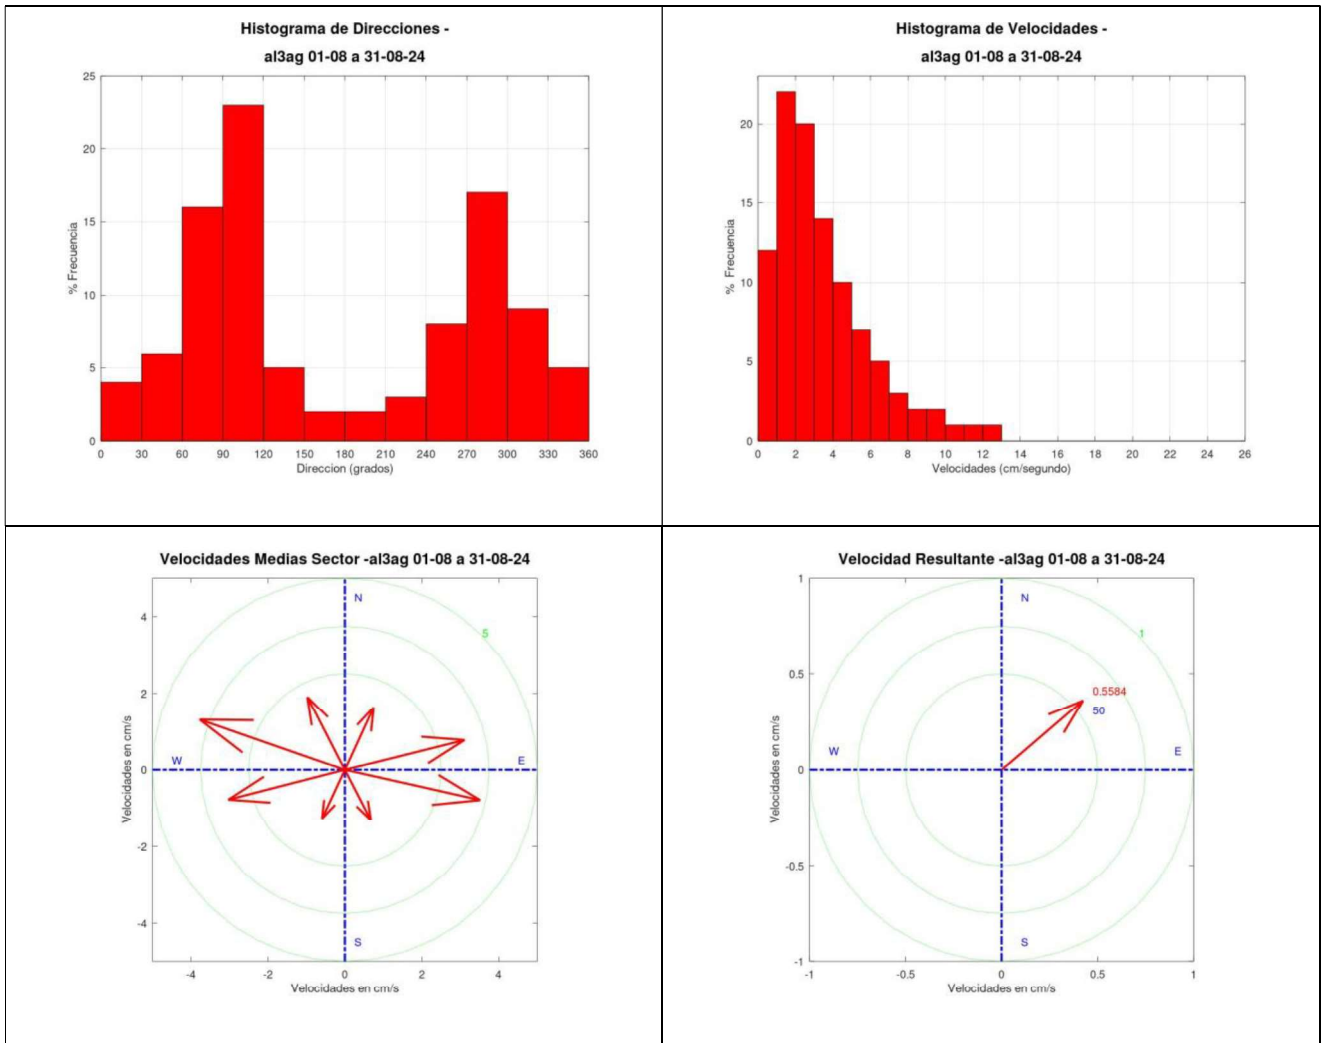 Histograma de Direcciones -
al3ag 01-08 a 31-08-24
25
20
15
10
5
0
% Frecuencia
0 30 60 90 120 150 180 210 240 270 300 330 360
Direccion (grados)
Histograma de Velocidades -
al3ag 01-08 a 31-08-24
20
15
10
5
0
% Frecuencia
0 2 4 6 8 10 12 14 16 18 20 22 24 26
Velocidades (cm/segundo)
Velocidades Medias Sector -al3ag 01-08 a 31-08-24
4
2
0
-2
-4
Velocidades en cm/s
N
5
W
E
S
-4 -2 0 2 4
Velocidades en cm/s
Velocidad Resultante -al3ag 01-08 a 31-08-24
1
0.5
0
-0.5
-1
Velocidades en cm/s
N
1
0.5584
50
W
E
S
-1 -0.5 0 0.5 1
Velocidades en cm/s